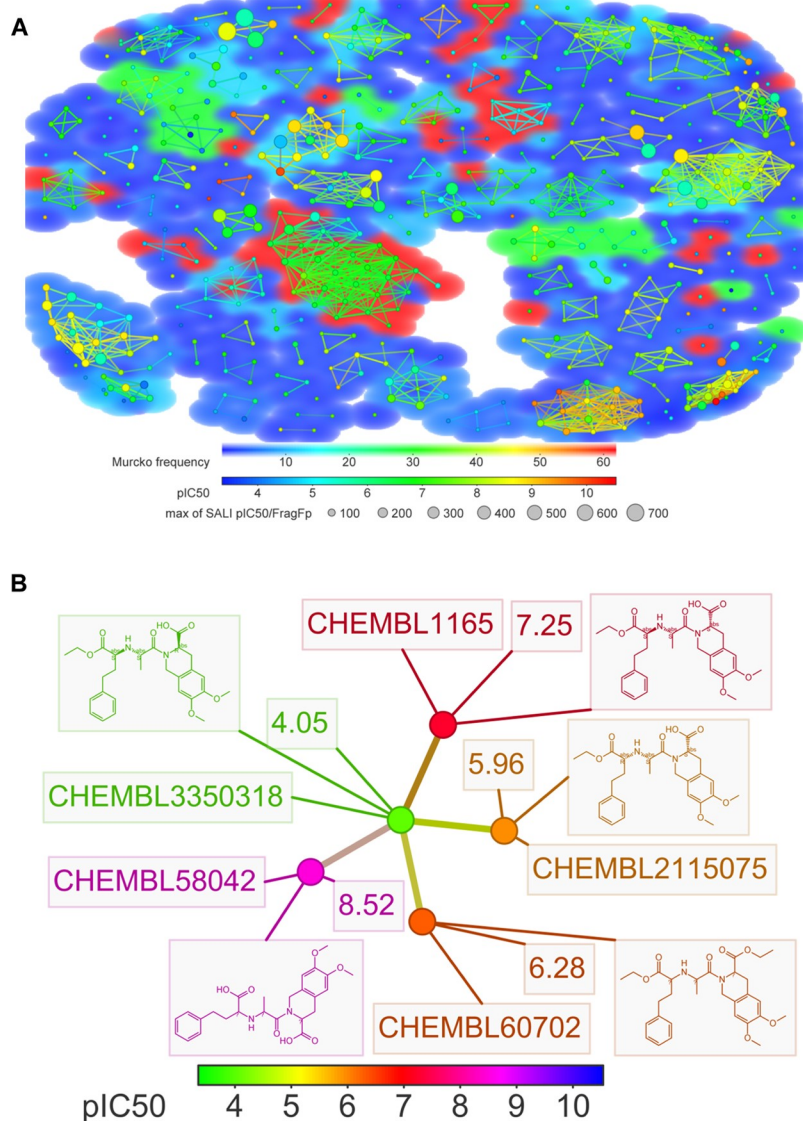 A
Murcko frequency
10 20 30 40 50 60
pIC50
4 5 6 7 8 9 10
max of SALI pIC50/FragFp 100 200 300 400 500 600 700
B
CHEMBL1165
7.25
4.05
5.96
CHEMBL3350318
CHEMBL2115075
CHEMBL58042
8.52
6.28
CHEMBL60702
pIC50 4 5 6 7 8 9 10